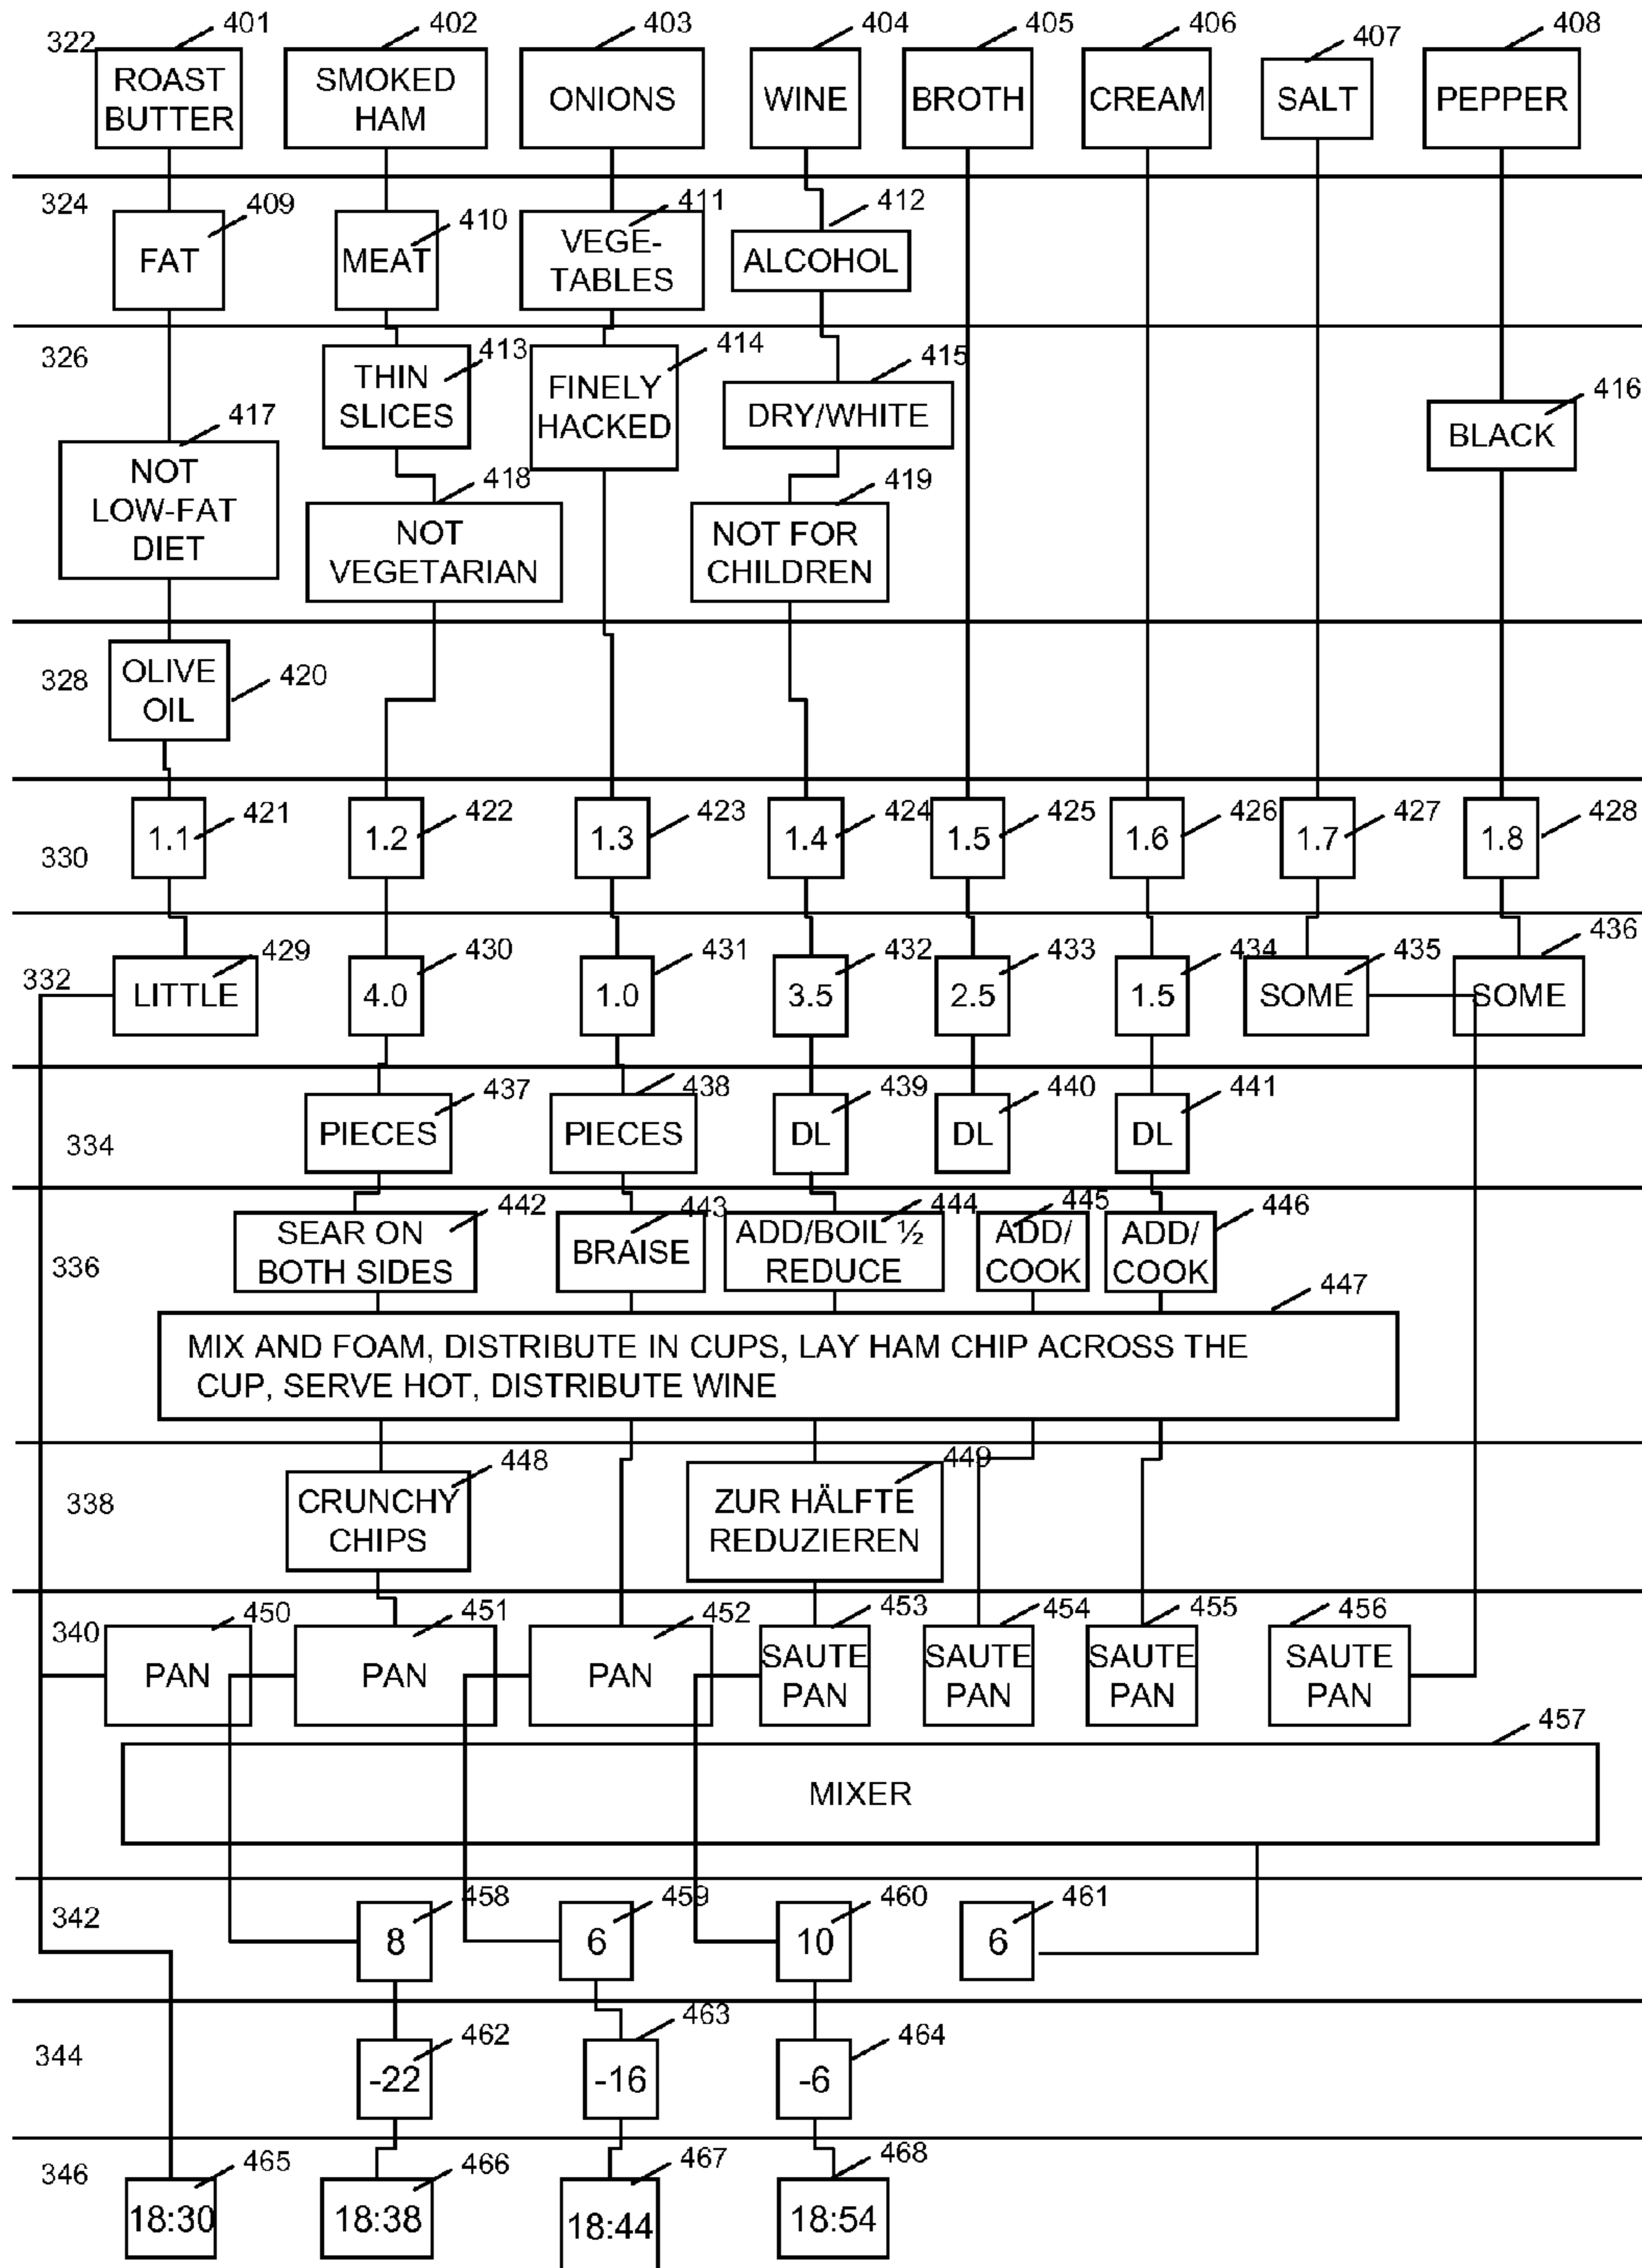 401 402 403 404 405 406 407 408
322
ROAST
BUTTER
SMOKED
HAM
ONIONS
WINE
BROTH
CREAM
SALT
PEPPER
324
409 410 411 412
FAT
MEAT
VEGE-
TABLES
ALCOHOL
326
413 414 415 416
THIN
SLICES
FINELY
HACKED
DRY/WHITE
BLACK
417 418 419
NOT
LOW-FAT
DIET
NOT
VEGETARIAN
NOT FOR
CHILDREN
328
OLIVE
OIL
420
330
421 422 423 424 425 426 427 428
1.1 1.2 1.3 1.4 1.5 1.6 1.7 1.8
332
429 430 431 432 433 434 435 436
LITTLE 4.0 1.0 3.5 2.5 1.5 SOME SOME
334
437 438 439 440 441
PIECES PIECES DL DL DL
336
442 443 444 445 446
SEAR ON
BOTH SIDES
BRAISE
ADD/BOIL ½
REDUCE
ADD/
COOK
ADD/
COOK
447
MIX AND FOAM, DISTRIBUTE IN CUPS, LAY HAM CHIP ACROSS THE
CUP, SERVE HOT, DISTRIBUTE WINE
338
448 449
CRUNCHY
CHIPS
ZUR HÄLFTE
REDUZIEREN
340
450 451 452 453 454 455 456
PAN
PAN
PAN
SAUTE
PAN
SAUTE
PAN
SAUTE
PAN
SAUTE
PAN
457
MIXER
342
458 459 460 461
8 6 10 6
344
462 463 464
-22 -16 -6
346
465 466 467 468
18:30 18:38 18:44 18:54